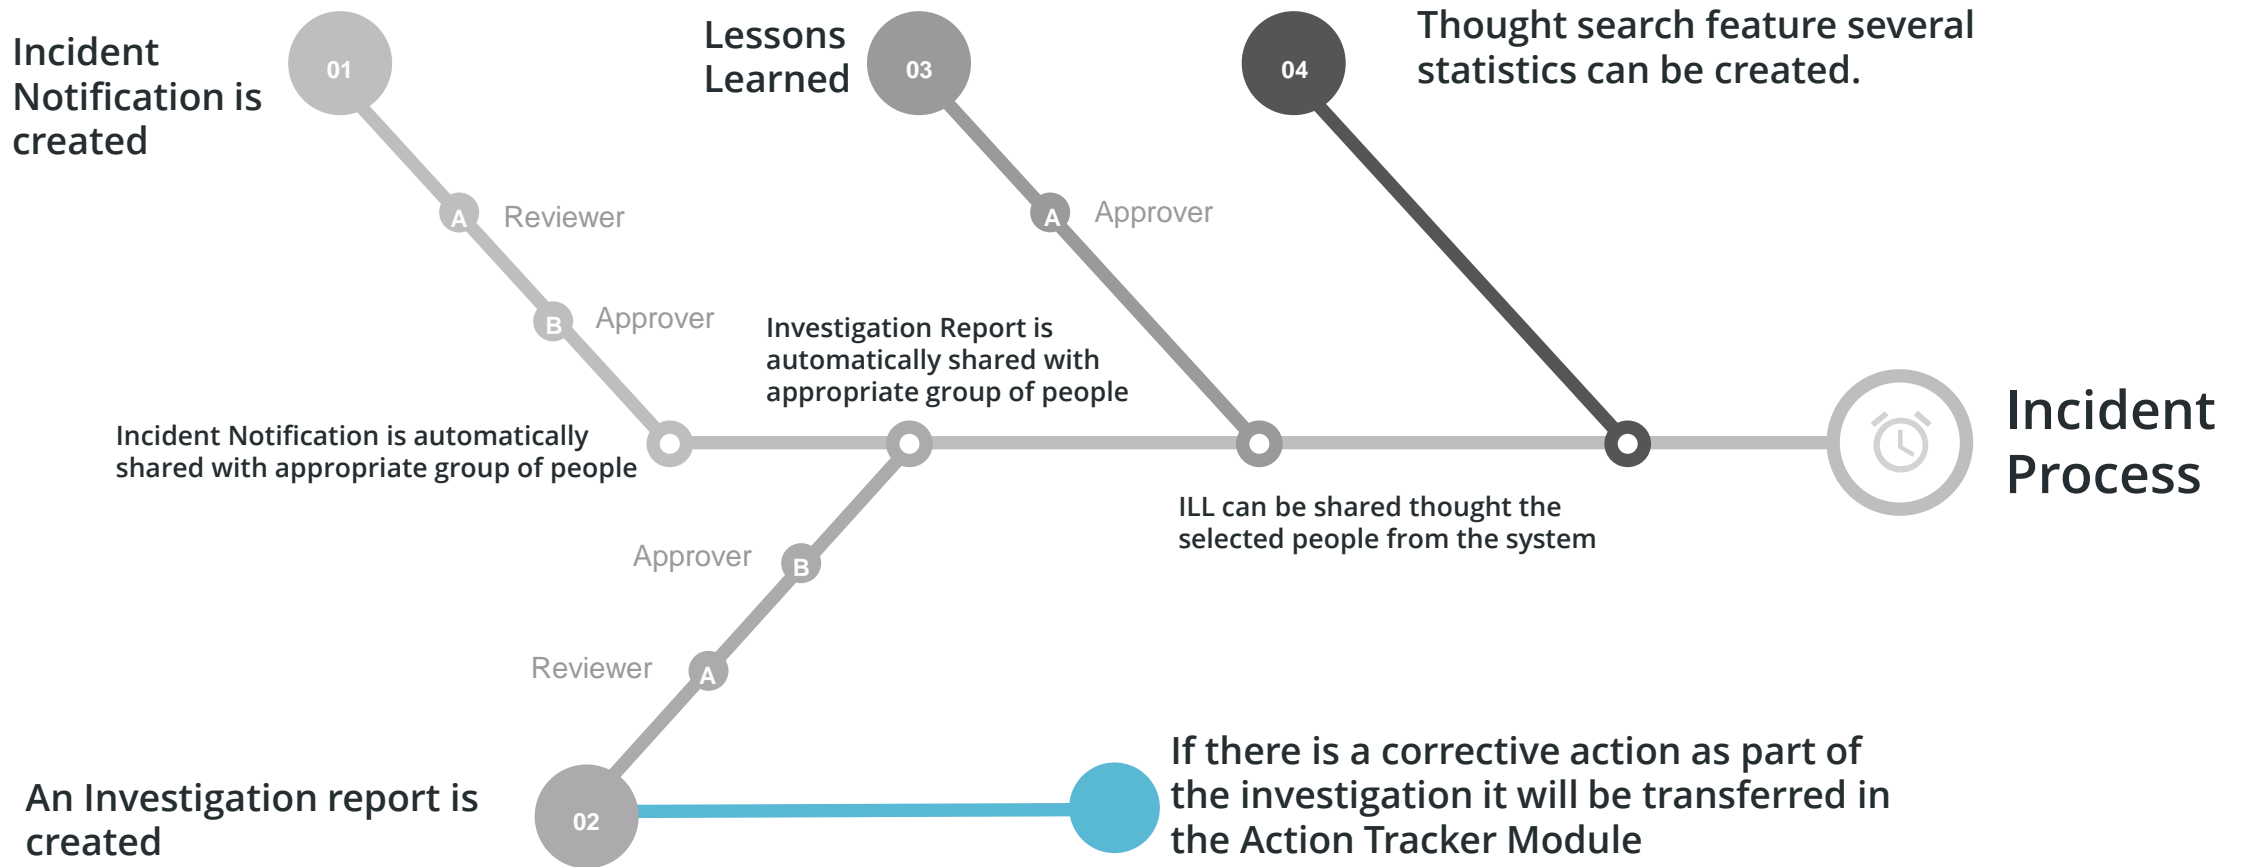 Incident
Notification is
created
01
A
Reviewer
B
Approver
Incident Notification is automatically
shared with appropriate group of people
An Investigation report is
created
02
A
Reviewer
B
Approver
Investigation Report is
automatically shared with
appropriate group of people
If there is a corrective action as part of
the investigation it will be transferred in
the Action Tracker Module
Lessons
Learned
03
A
Approver
ILL can be shared thought the
selected people from the system
04
Thought search feature several
statistics can be created.
Incident
Process